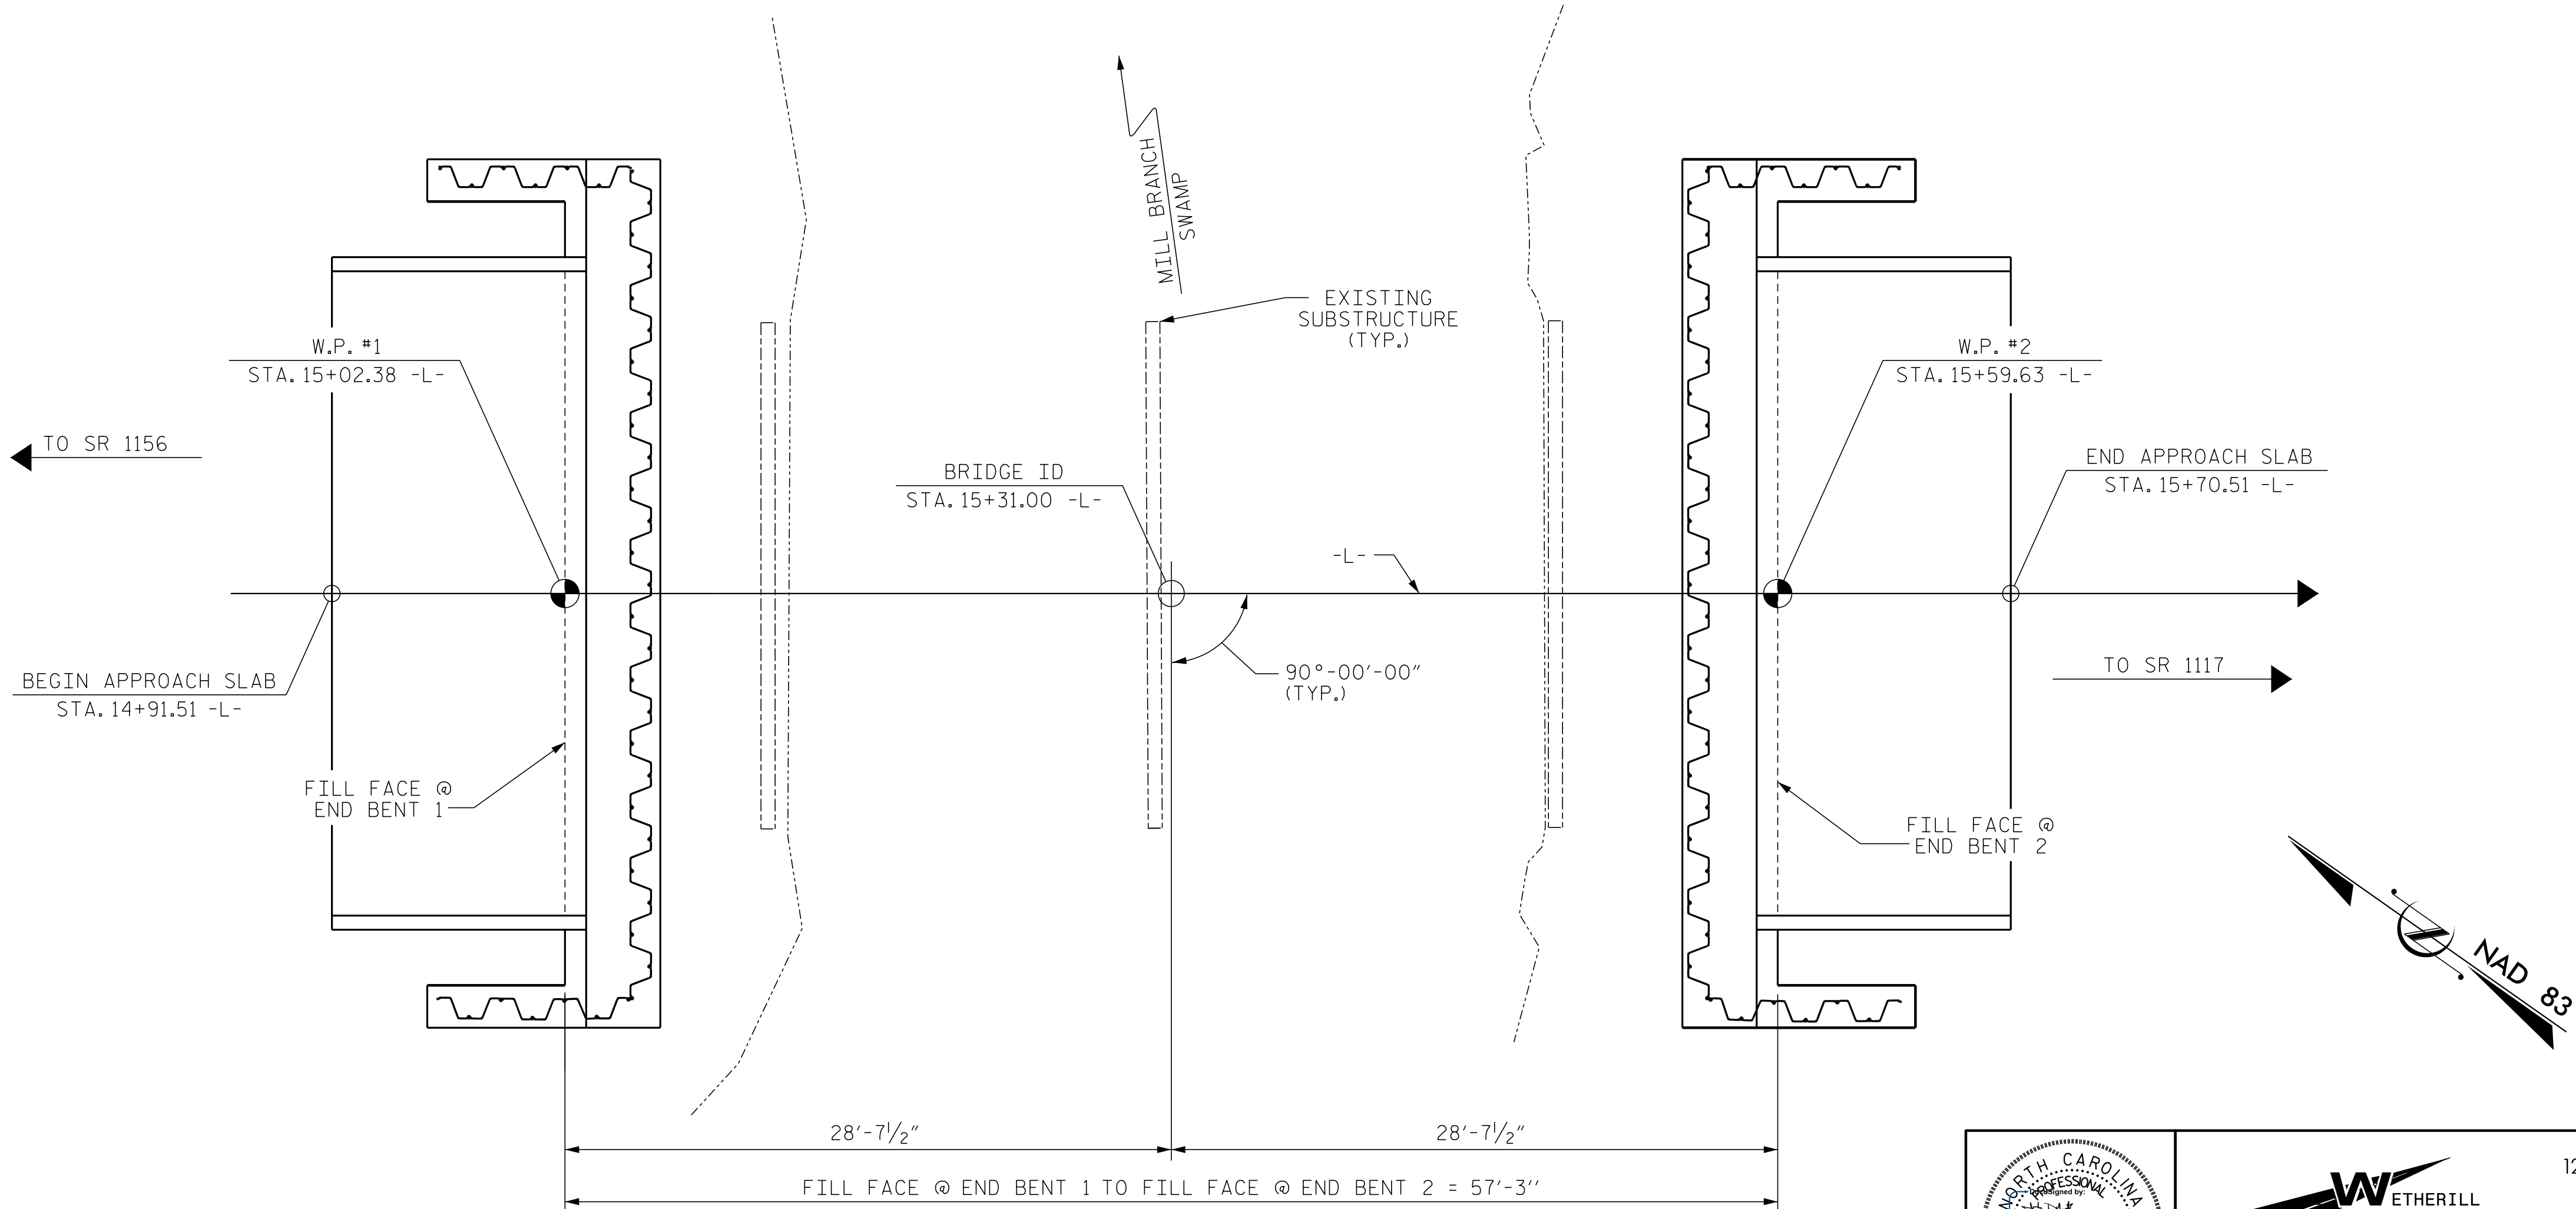 MILL BRANCH
SWAMP
EXISTING
SUBSTRUCTURE
(TYP.)
W.P. #1
STA. 15+02.38 -L-
W.P. #2
STA. 15+59.63 -L-
TO SR 1156
BRIDGE ID
STA. 15+31.00 -L-
END APPROACH SLAB
STA. 15+70.51 -L-
-L-
90°-00'-00"
(TYP.)
TO SR 1117
BEGIN APPROACH SLAB
STA. 14+91.51 -L-
FILL FACE @
END BENT 1
FILL FACE @
END BENT 2
NAD 83
28'-7½"
28'-7½"
FILL FACE @ END BENT 1 TO FILL FACE @ END BENT 2 = 57'-3''
NORTH CAROLINA
PROFESSIONAL
WETHERILL
12